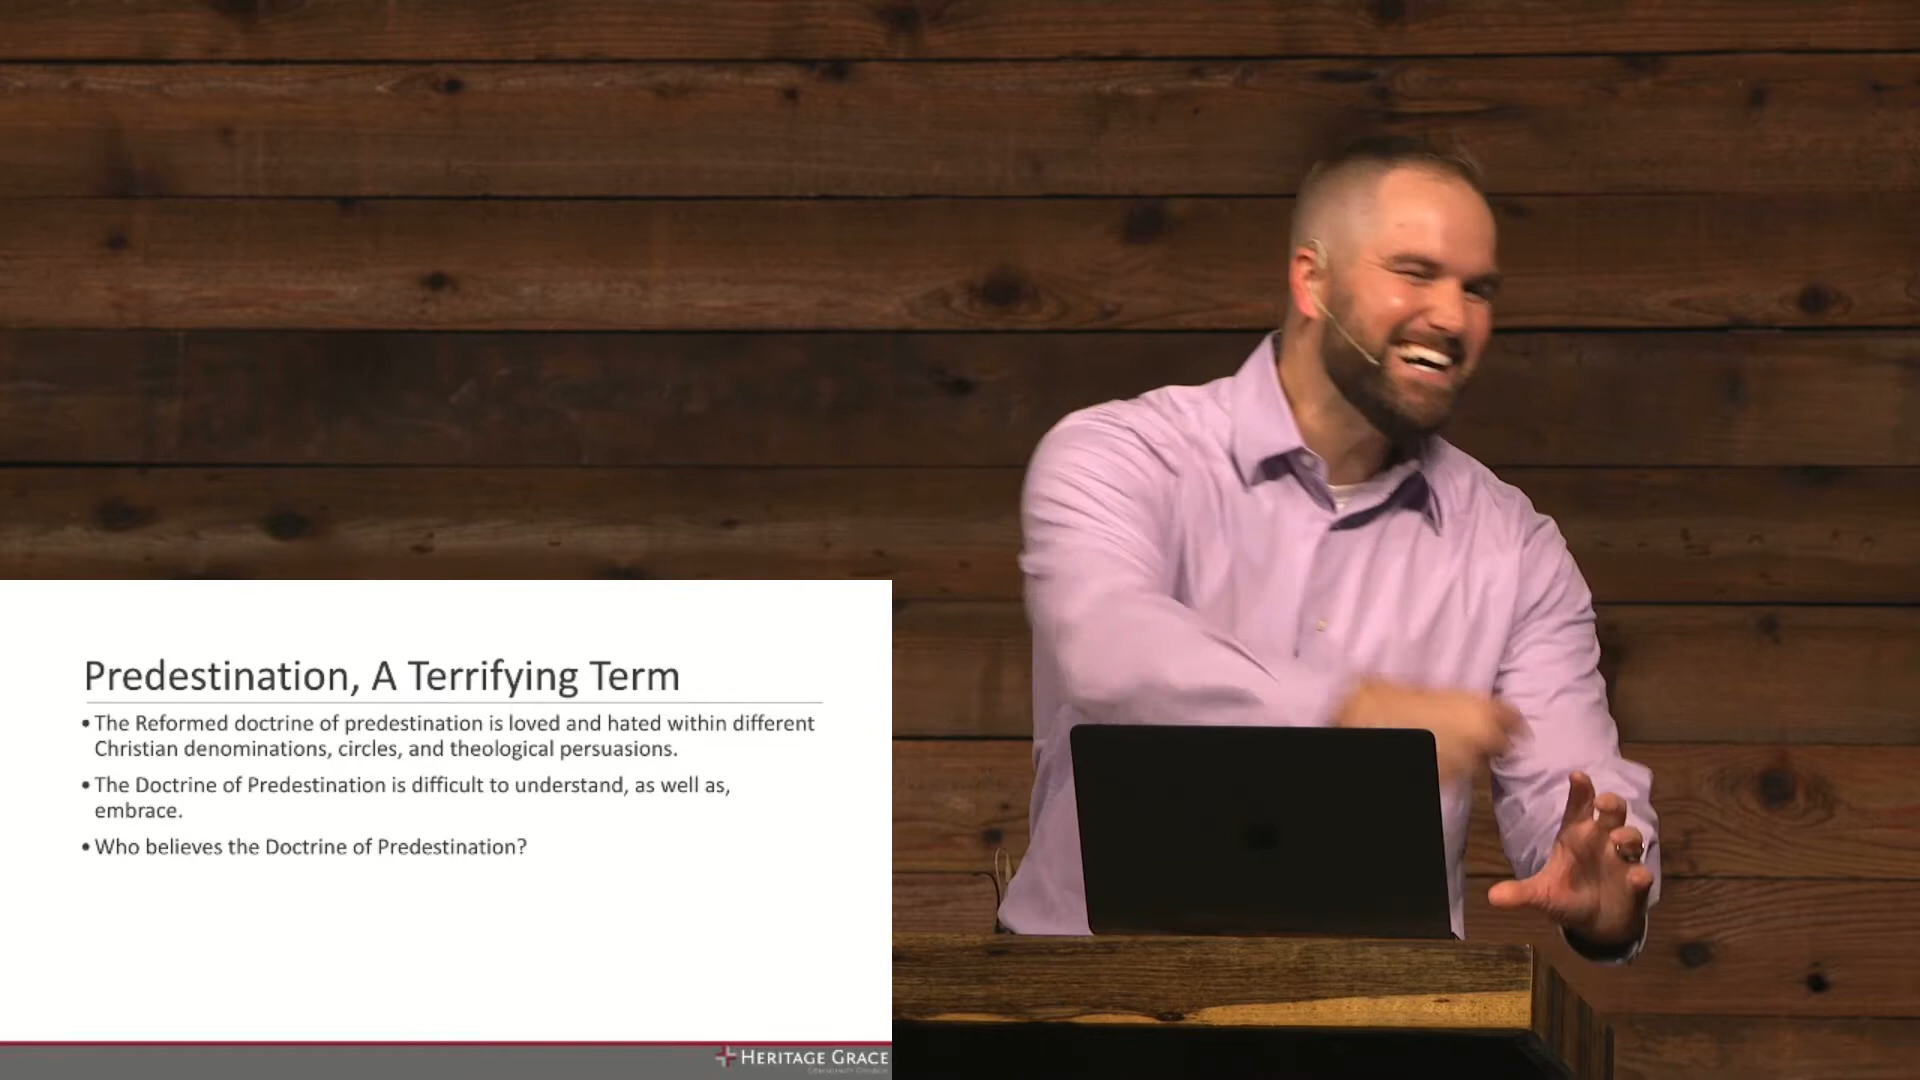 Predestination, A Terrifying Term
• The Reformed doctrine of predestination is loved and hated within different
Christian denominations, circles, and theological persuasions.
• The Doctrine of Predestination is difficult to understand, as well as,
embrace.
• Who believes the Doctrine of Predestination?
HERITAGE GRACE
COMMUNITY CHURCH